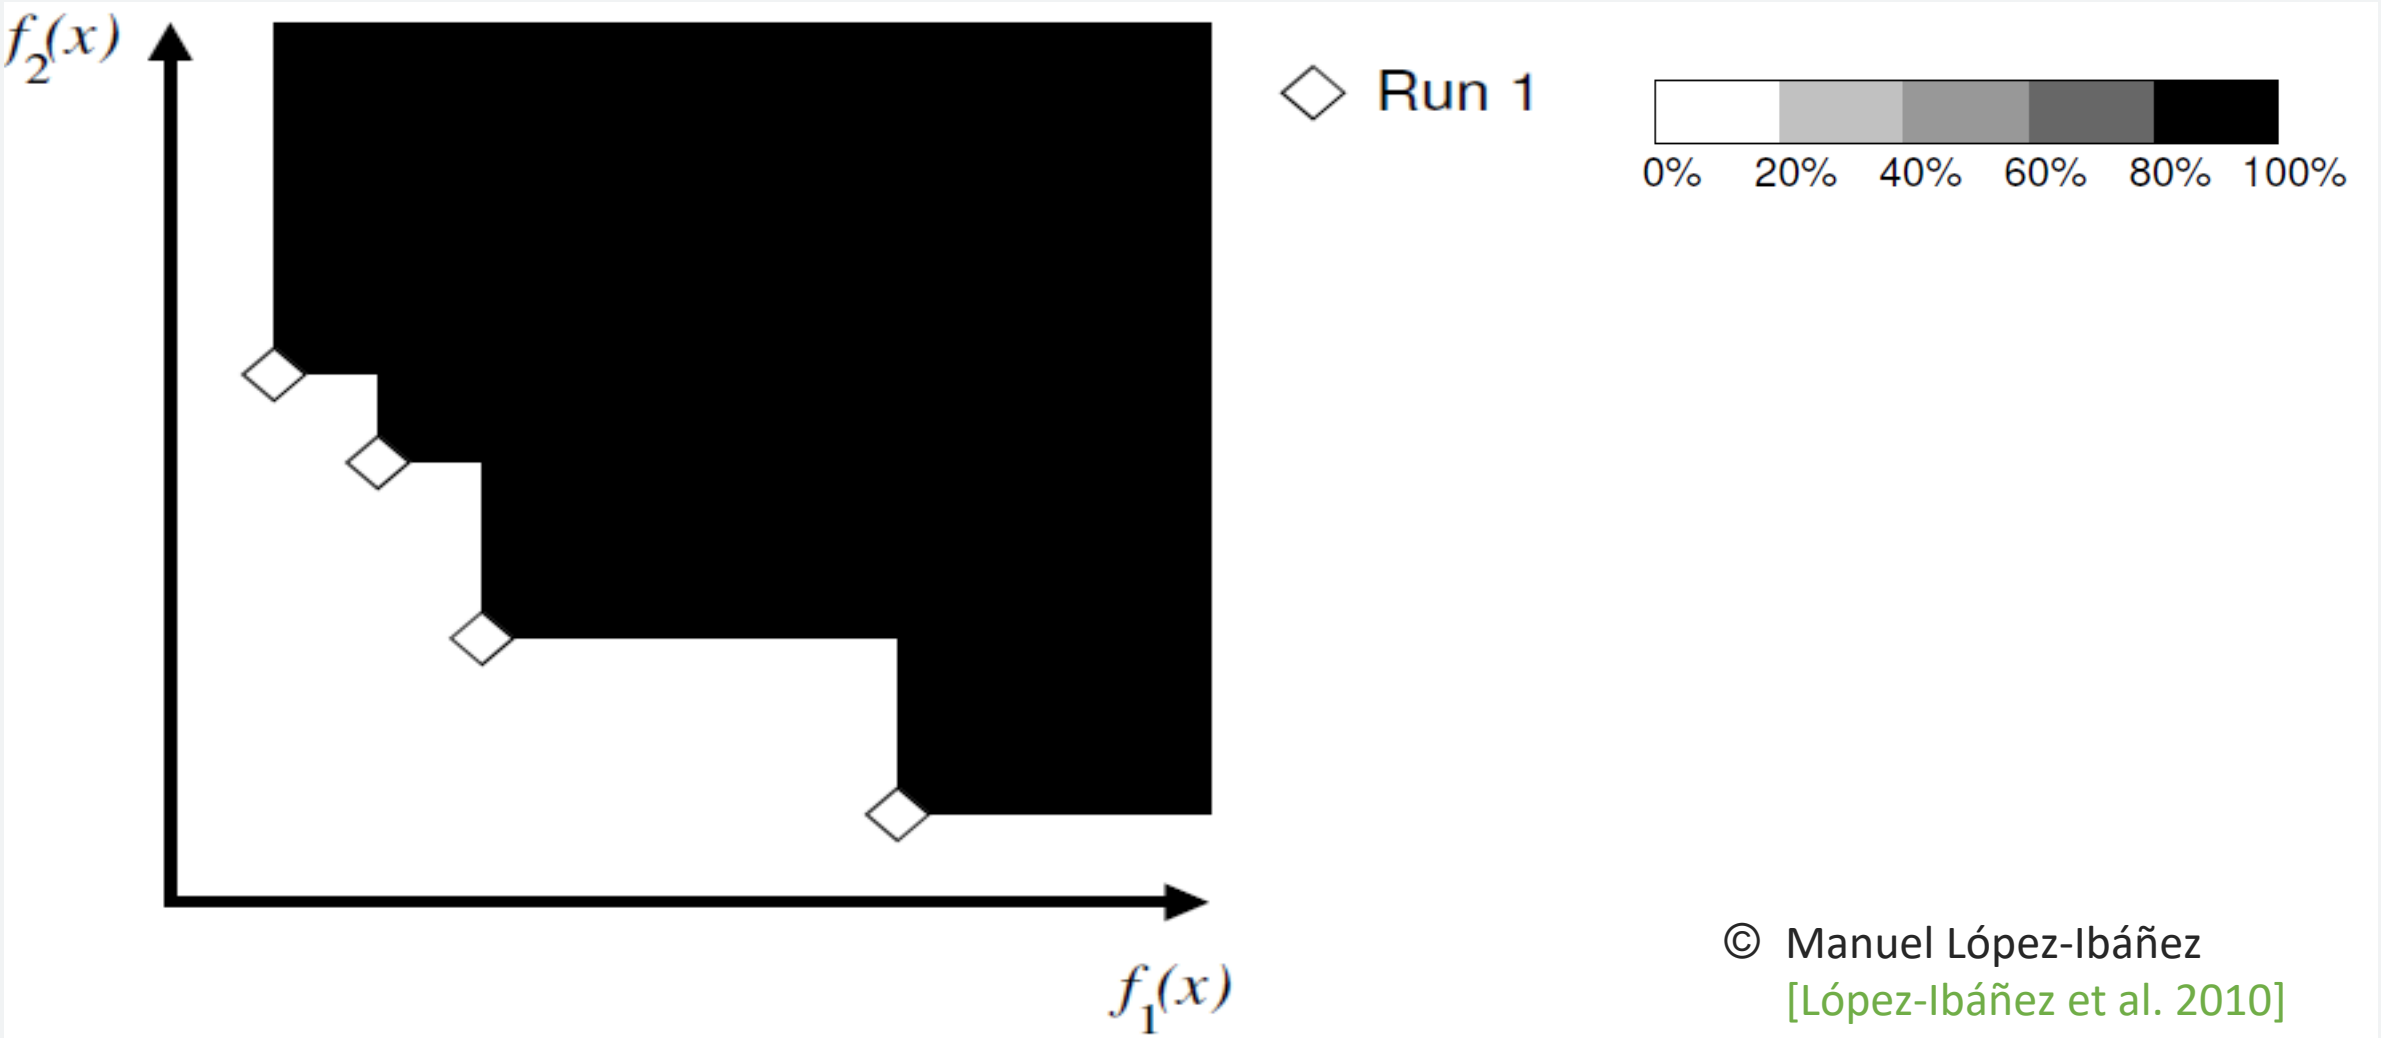 f2(x)
Run 1
0% 20% 40% 60% 80% 100%
f1(x)
© Manuel López-Ibáñez
[López-Ibáñez et al. 2010]